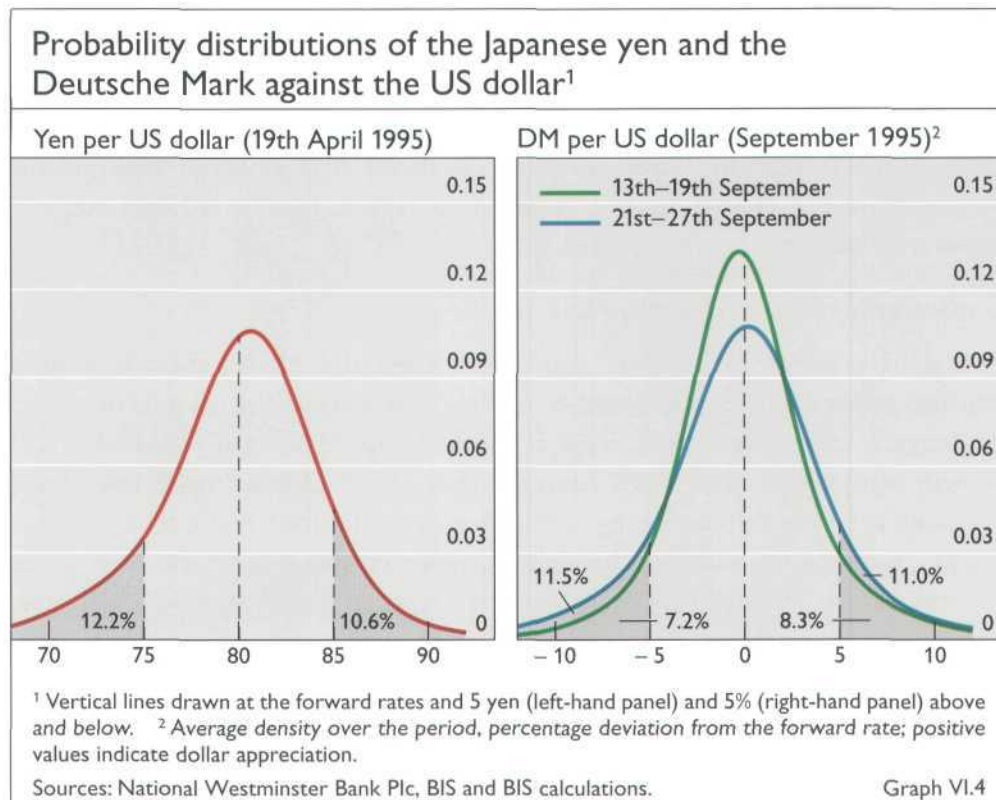 Probability distributions of the Japanese yen and the
Deutsche Mark against the US dollar¹
Yen per US dollar (19th April 1995)
0.15
0.12
0.09
0.06
0.03
0
12.2%
10.6%
70 75 80 85 90
DM per US dollar (September 1995)²
13th–19th September
21st–27th September
0.15
0.12
0.09
0.06
0.03
0
11.5%
11.0%
7.2%
8.3%
– 10 – 5 0 5 10
¹ Vertical lines drawn at the forward rates and 5 yen (left-hand panel) and 5% (right-hand panel) above
and below. ² Average density over the period, percentage deviation from the forward rate; positive
values indicate dollar appreciation.
Sources: National Westminster Bank Plc, BIS and BIS calculations.
Graph VI.4